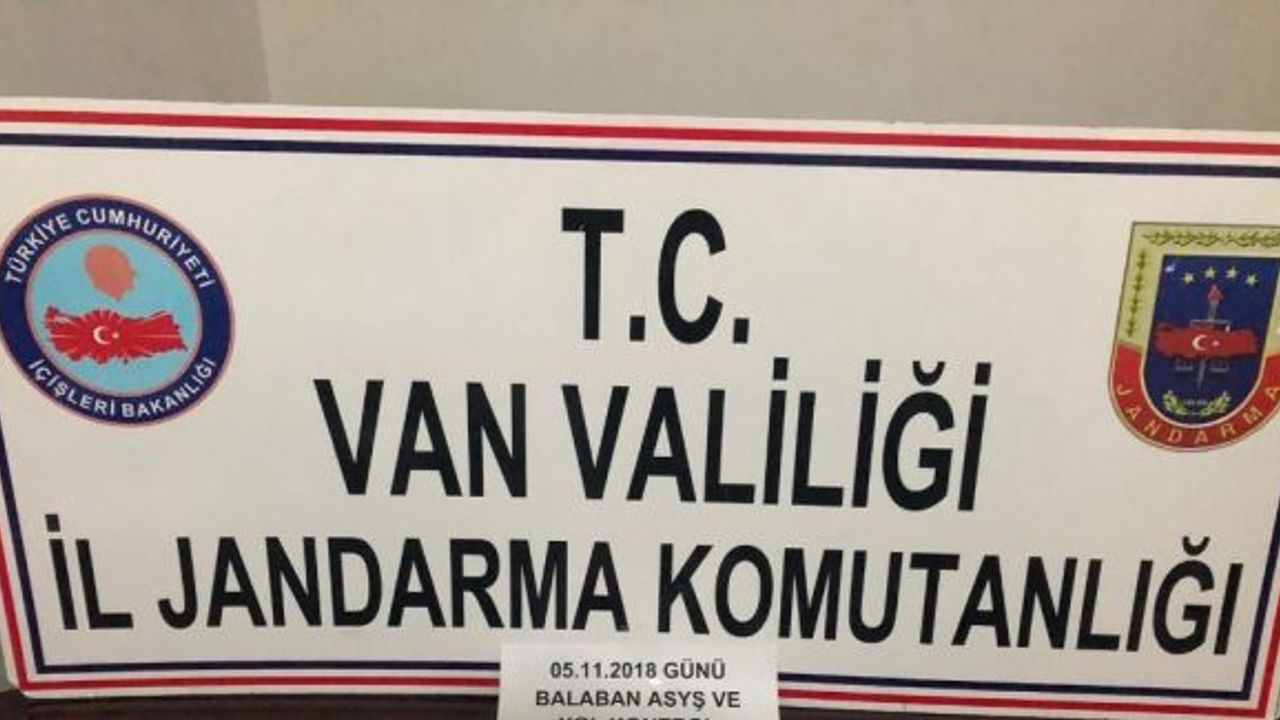 T.C.
VAN VALİLİĞİ
İL JANDARMA KOMUTANLIĞI
TÜRKİYE CUMHURİYETİ
İÇİŞLERİ BAKANLIĞI
JANDARMA
05.11.2018 GÜNÜ
BALABAN ASYŞ VE